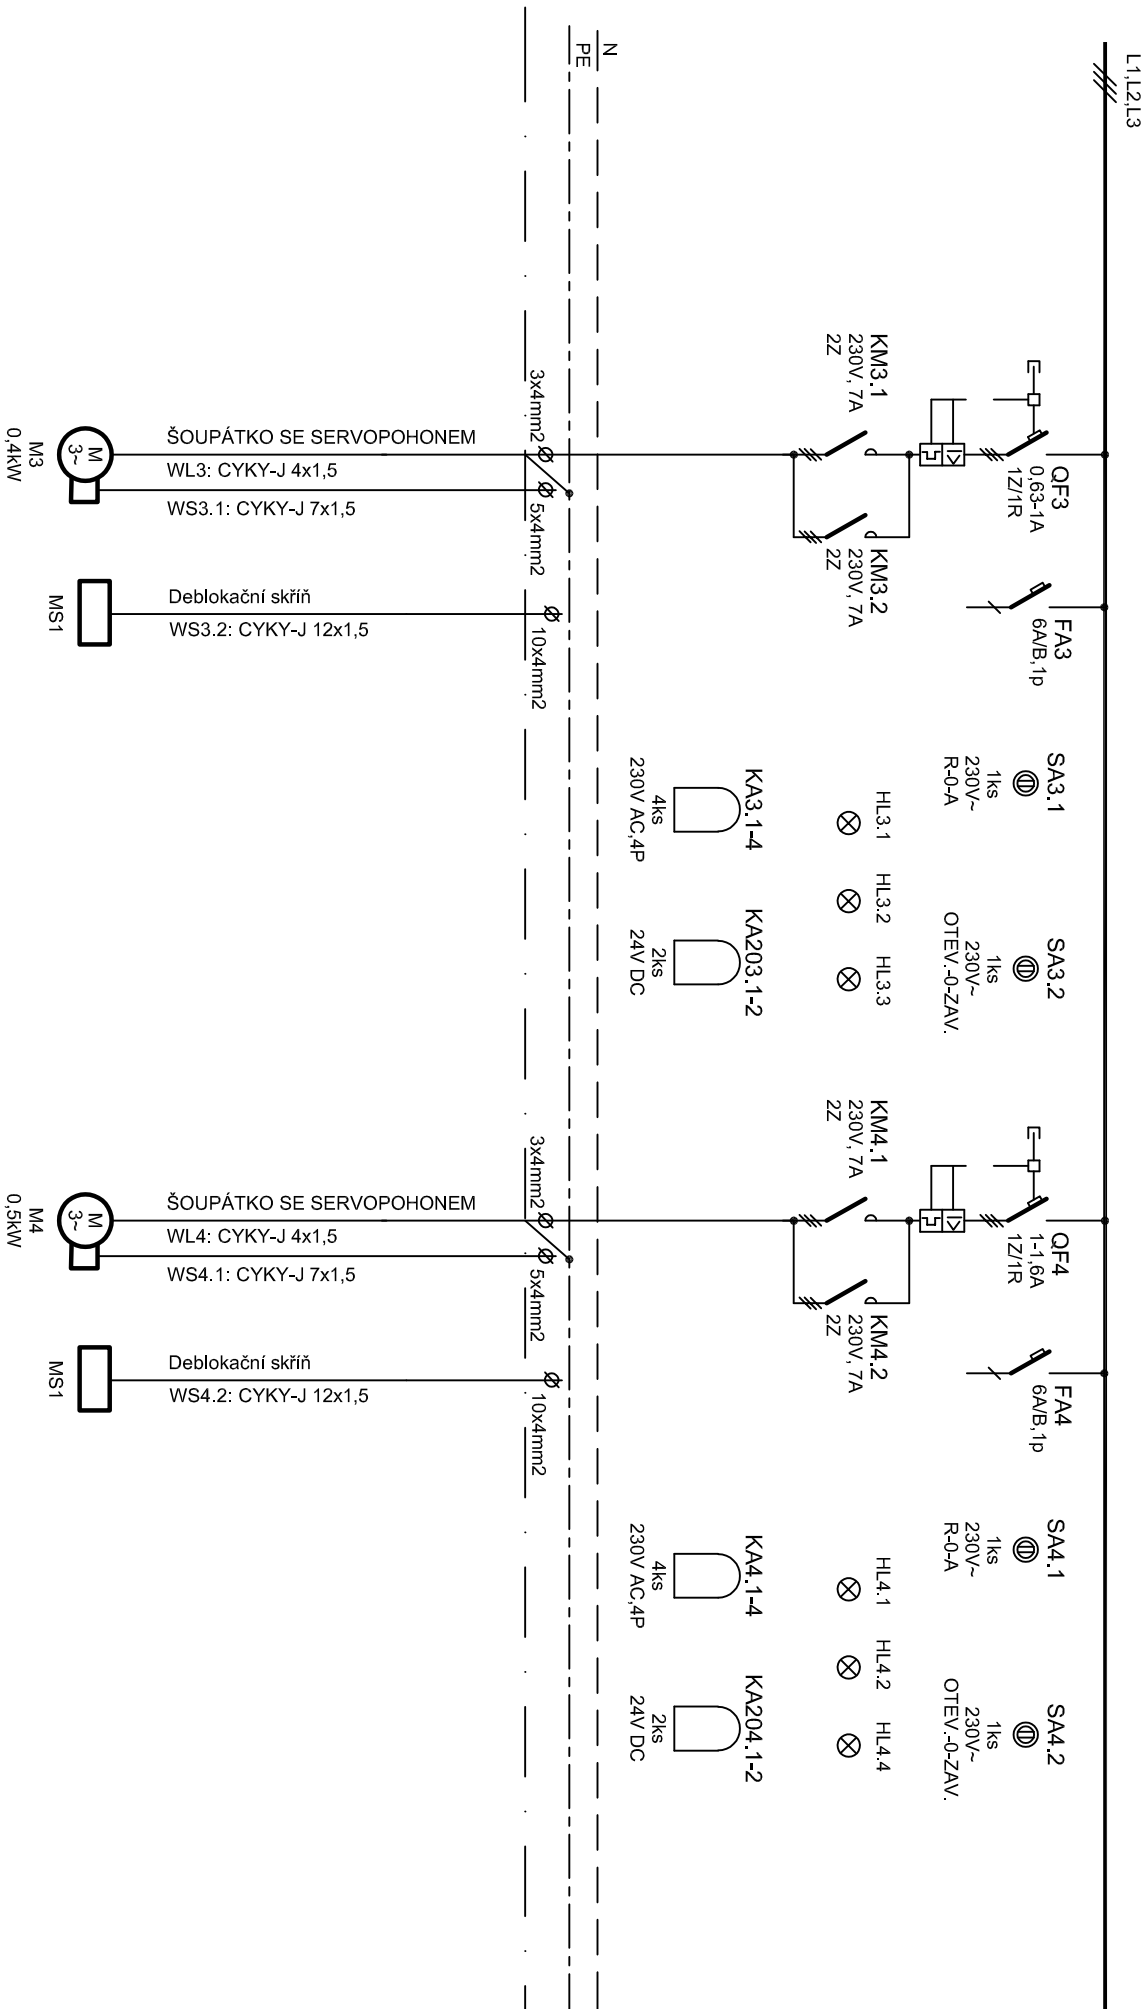 L1,L2,L3
N
PE
QF3
0,63-1A
1Z/1R
FA3
6A/B,1p
KM3.1
230V, 7A
2Z
KM3.2
230V, 7A
2Z
SA3.1
1ks
230V~
R-0-A
SA3.2
1ks
230V~
OTEV.-0-ZAV.
HL3.1
HL3.2
HL3.3
KA3.1-4
4ks
230V AC,4P
KA203.1-2
2ks
24V DC
3x4mm2
5x4mm2
10x4mm2
ŠOUPÁTKO SE SERVOPOHONEM
WL3: CYKY-J 4x1,5
WS3.1: CYKY-J 7x1,5
Deblokační skříň
WS3.2: CYKY-J 12x1,5
M
3~
M3
0,4kW
MS1
QF4
1-1,6A
1Z/1R
FA4
6A/B,1p
KM4.1
230V, 7A
2Z
KM4.2
230V, 7A
2Z
SA4.1
1ks
230V~
R-0-A
SA4.2
1ks
230V~
OTEV.-0-ZAV.
HL4.1
HL4.2
HL4.4
KA4.1-4
4ks
230V AC,4P
KA204.1-2
2ks
24V DC
3x4mm2
5x4mm2
10x4mm2
ŠOUPÁTKO SE SERVOPOHONEM
WL4: CYKY-J 4x1,5
WS4.1: CYKY-J 7x1,5
Deblokační skříň
WS4.2: CYKY-J 12x1,5
M
3~
M4
0,5kW
MS1